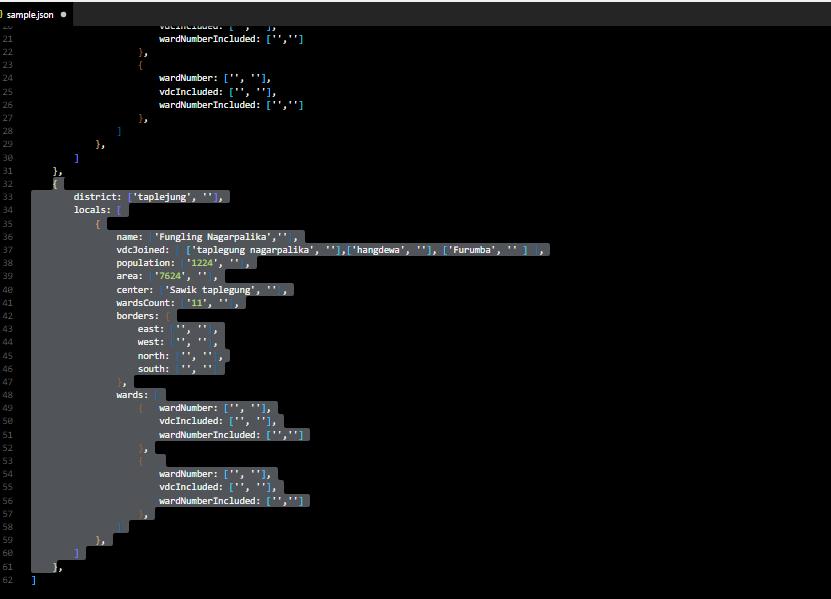 sample.json ●
20 vdcIncluded: ['', ''],
21 wardNumberIncluded: ['','']
22 },
23 {
24 wardNumber: ['', ''],
25 vdcIncluded: ['', ''],
26 wardNumberIncluded: ['','']
27 },
28 ]
29 },
30 ]
31 },
32 {
33 district: ['taplejung', ''],
34 locals: [
35 {
36 name: ['Fungling Nagarpalika',''],
37 vdcJoined: [ ['taplegung nagarpalika', ''],['hangdewa', ''], ['Furumba', '' ] ],
38 population: ['1224', ''],
39 area: ['7624', ''],
40 center: ['Sawik taplegung', ''],
41 wardsCount: ['11', ''],
42 borders: {
43 east: ['', ''],
44 west: ['', ''],
45 north: ['', ''],
46 south: ['', '']
47 },
48 wards: [
49 { wardNumber: ['', ''],
50 vdcIncluded: ['', ''],
51 wardNumberIncluded: ['','']
52 },
53 {
54 wardNumber: ['', ''],
55 vdcIncluded: ['', ''],
56 wardNumberIncluded: ['','']
57 },
58 ]
59 },
60 ]
61 },
62 ]